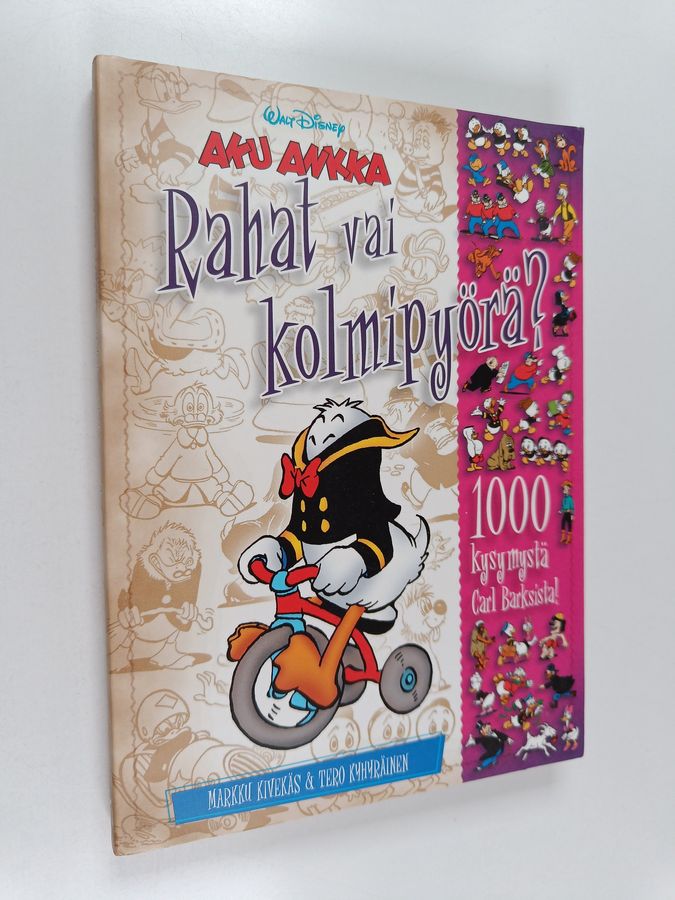 Walt Disney
AKU ANKKA
Rahat vai
kolmipyörä?
1000
kysymystä
Carl Barksista!
MARKKU KIVEKÄS & TERO KYHYRÄINEN